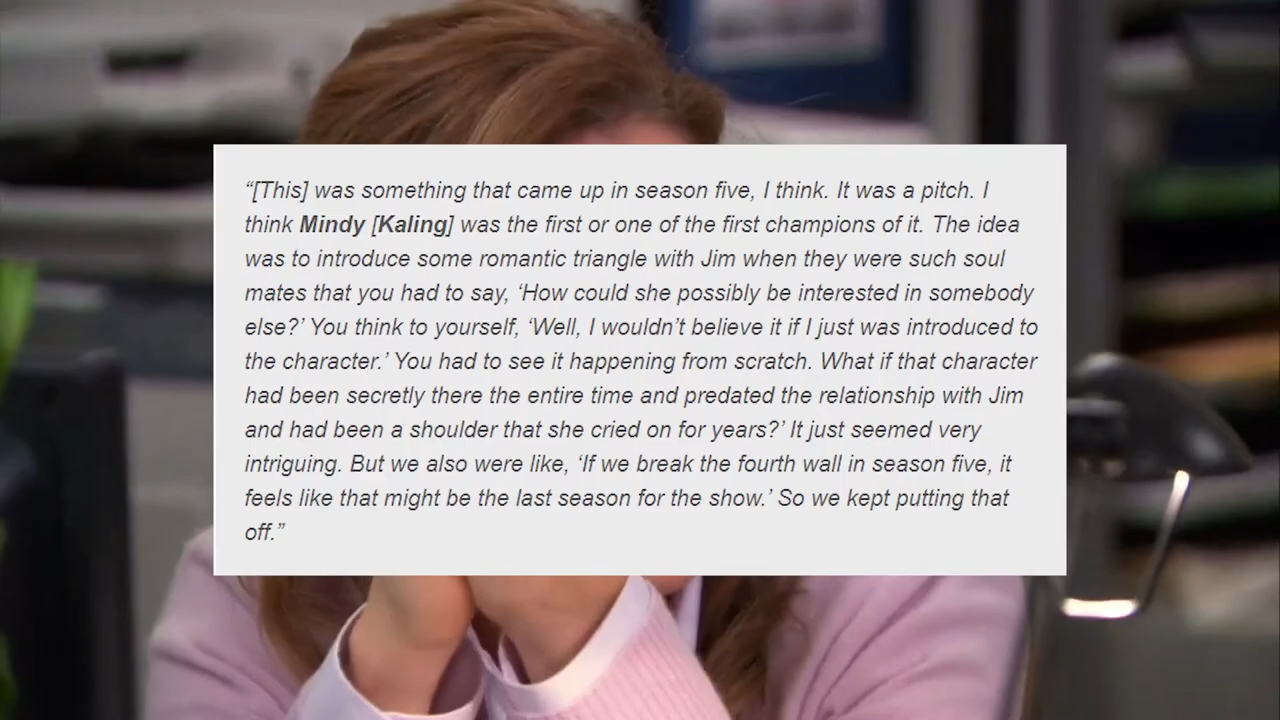 “[This] was something that came up in season five, I think. It was a pitch. I
think Mindy [Kaling] was the first or one of the first champions of it. The idea
was to introduce some romantic triangle with Jim when they were such soul
mates that you had to say, ‘How could she possibly be interested in somebody
else?’ You think to yourself, ‘Well, I wouldn’t believe it if I just was introduced to
the character.’ You had to see it happening from scratch. What if that character
had been secretly there the entire time and predated the relationship with Jim
and had been a shoulder that she cried on for years?’ It just seemed very
intriguing. But we also were like, ‘If we break the fourth wall in season five, it
feels like that might be the last season for the show.’ So we kept putting that
off.”